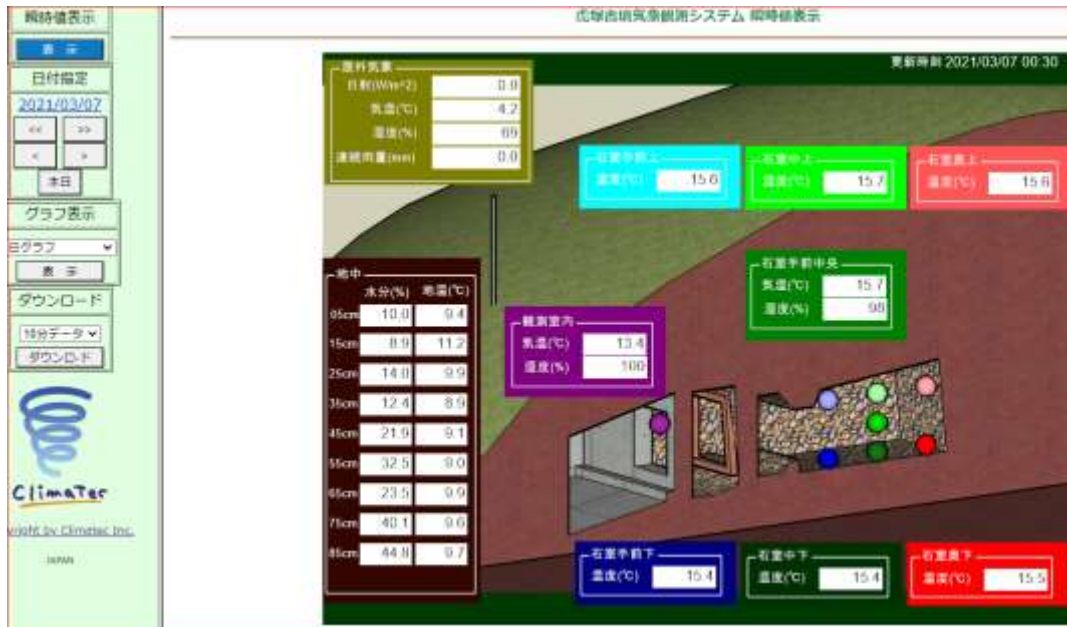 瞬時値表示
表 示
日付指定
2021/03/07
<< >>
< >
本日
グラフ表示
日グラフ
表 示
ダウンロード
10分データ
ダウンロード
ClimaTec
yright by Climatec Inc.
JAPAN
虎塚古墳気象観測システム 瞬時値表示
更新時刻 2021/03/07 00:30
屋外気象
日射(W/m^2) 0.0
気温(℃) 4.2
湿度(%) 69
連続雨量(mm) 0.0
石室手前上
温度(℃) 15.6
石室中上
温度(℃) 15.7
石室奥上
温度(℃) 15.6
石室手前中央
気温(℃) 15.7
湿度(%) 98
観測室内
気温(℃) 13.4
湿度(%) 100
地中
水分(%) 地温(℃)
05cm 10.0 9.4
15cm 8.9 11.2
25cm 14.0 9.9
35cm 12.4 8.9
45cm 21.9 9.1
55cm 32.5 9.0
65cm 23.5 9.9
75cm 40.1 9.6
85cm 44.8 9.7
石室手前下
温度(℃) 15.4
石室中下
温度(℃) 15.4
石室奥下
温度(℃) 15.5